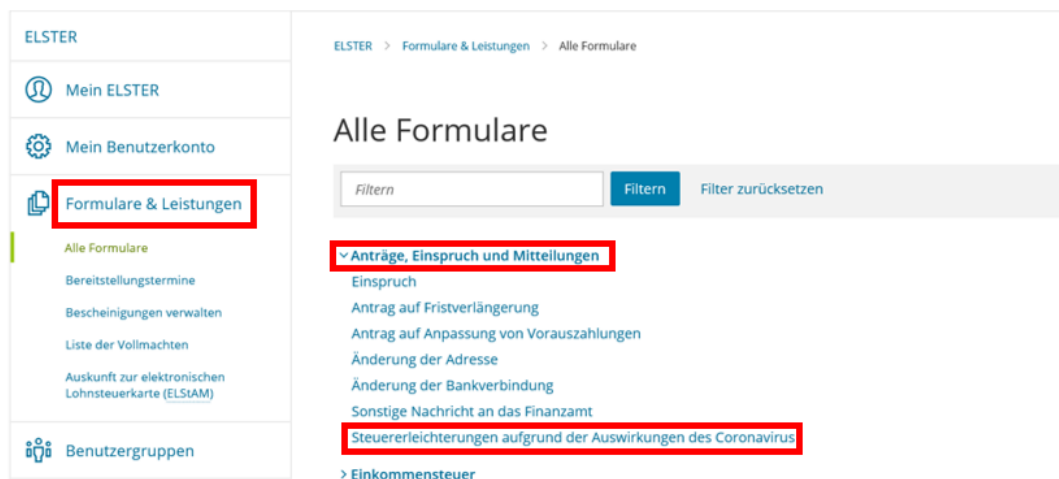 ELSTER
Mein ELSTER
Mein Benutzerkonto
Formulare & Leistungen
Alle Formulare
Bereitstellungstermine
Bescheinigungen verwalten
Liste der Vollmachten
Auskunft zur elektronischen
Lohnsteuerkarte (ELStAM)
Benutzergruppen
ELSTER > Formulare & Leistungen > Alle Formulare
Alle Formulare
Filtern Filtern Filter zurücksetzen
Anträge, Einspruch und Mitteilungen
Einspruch
Antrag auf Fristverlängerung
Antrag auf Anpassung von Vorauszahlungen
Änderung der Adresse
Änderung der Bankverbindung
Sonstige Nachricht an das Finanzamt
Steuererleichterungen aufgrund der Auswirkungen des Coronavirus
> Einkommensteuer